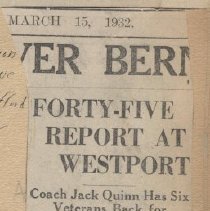 MARCH 15, 1932.
VER BERN
FORTY-FIVE
REPORT AT
WESTPORT
Coach Jack Quinn Has Six
Veterans Back for